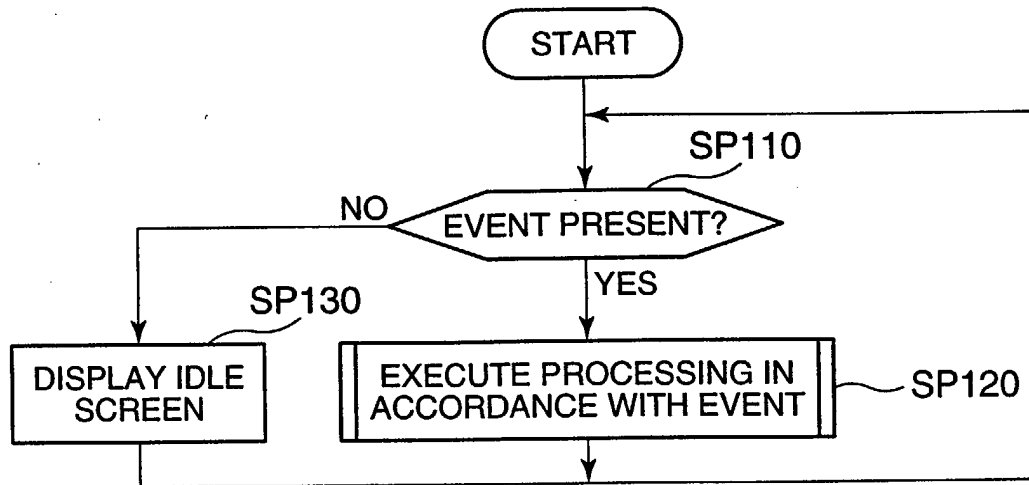 START
SP110
NO
EVENT PRESENT?
YES
SP130
DISPLAY IDLE
SCREEN
EXECUTE PROCESSING IN
ACCORDANCE WITH EVENT
SP120